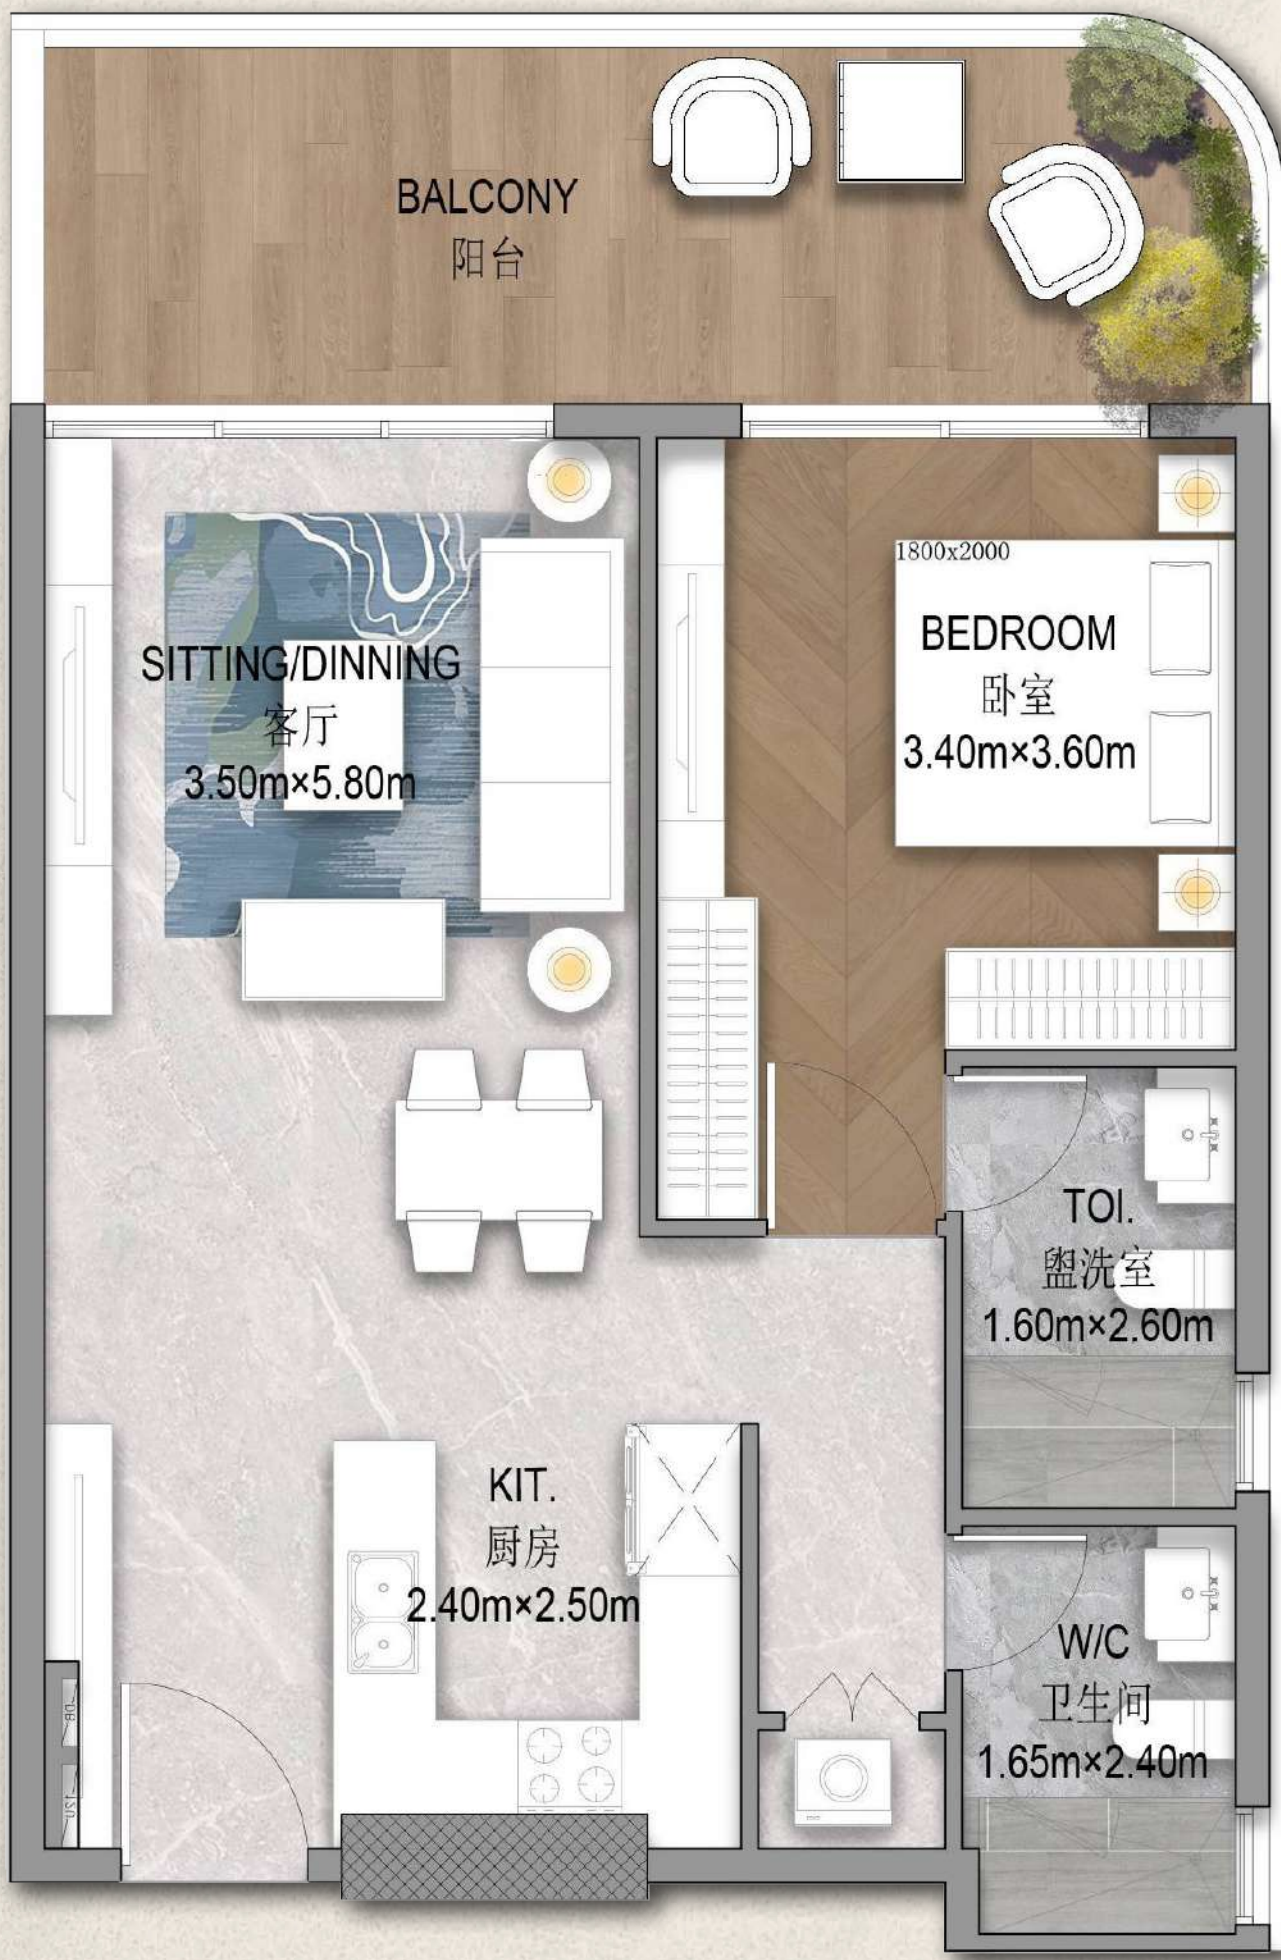 BALCONY
阳台
SITTING/DINNING
客厅
3.50m×5.80m
1800x2000
BEDROOM
卧室
3.40m×3.60m
TOI.
盥洗室
1.60m×2.60m
KIT.
厨房
2.40m×2.50m
W/C
卫生间
1.65m×2.40m
DB